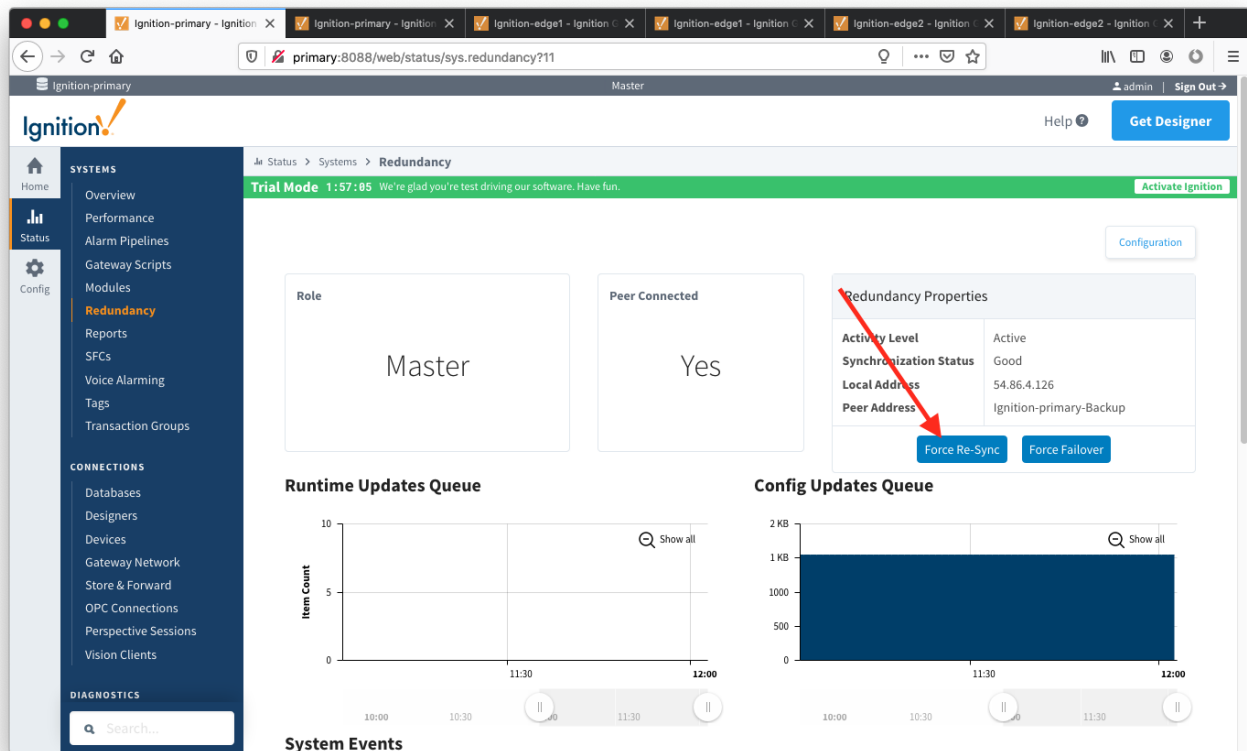 Ignition-primary - Ignition
Ignition-primary - Ignition
Ignition-edge1 - Ignition G
Ignition-edge1 - Ignition G
Ignition-edge2 - Ignition G
Ignition-edge2 - Ignition G
primary:8088/web/status/sys.redundancy?11
Ignition-primary
Master
admin | Sign Out
Ignition!
Help
Get Designer
Home
Status
Config
SYSTEMS
Overview
Performance
Alarm Pipelines
Gateway Scripts
Modules
Redundancy
Reports
SFCs
Voice Alarming
Tags
Transaction Groups
CONNECTIONS
Databases
Designers
Devices
Gateway Network
Store & Forward
OPC Connections
Perspective Sessions
Vision Clients
DIAGNOSTICS
Search...
Status > Systems > Redundancy
Trial Mode 1:57:05 We're glad you're test driving our software. Have fun.
Activate Ignition
Configuration
Role
Master
Peer Connected
Yes
Redundancy Properties
Activity Level Active
Synchronization Status Good
Local Address 54.86.4.126
Peer Address Ignition-primary-Backup
Force Re-Sync
Force Failover
Runtime Updates Queue
Show all
Item Count
10
5
0
11:30 12:00
10:00 10:30 11:30
Config Updates Queue
Show all
2 KB
1 KB
1000
500
0
11:30 12:00
10:00 10:30 11:30
System Events